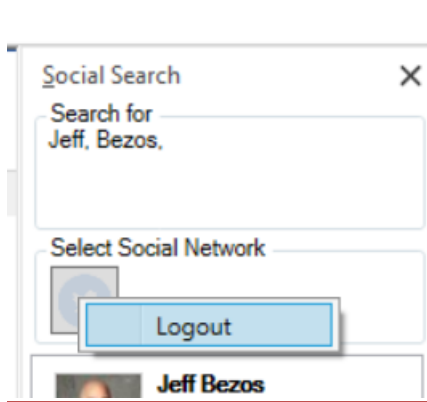 Social Search
Search for
Jeff, Bezos,
Select Social Network
Logout
Jeff Bezos